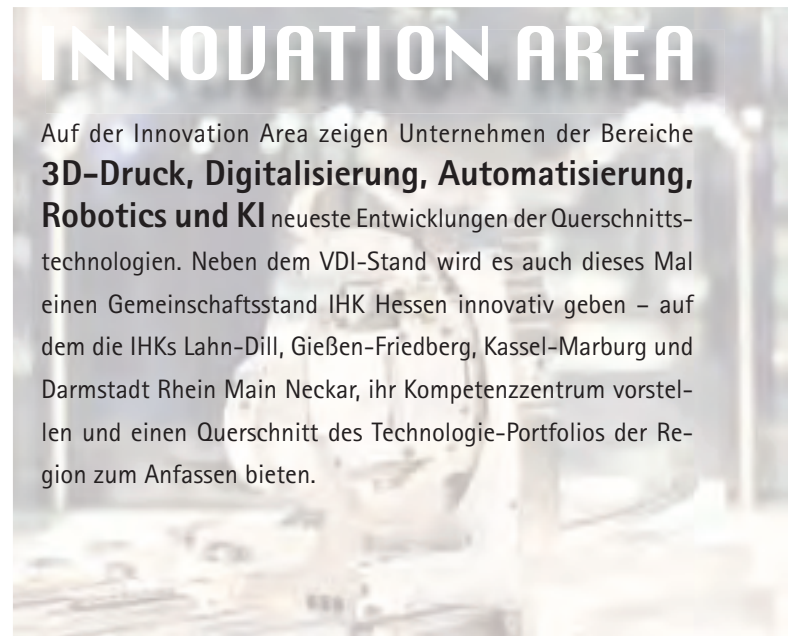 INNOVATION AREA
Auf der Innovation Area zeigen Unternehmen der Bereiche
3D-Druck, Digitalisierung, Automatisierung,
Robotics und KI neueste Entwicklungen der Querschnitts-
technologien. Neben dem VDI-Stand wird es auch dieses Mal
einen Gemeinschaftsstand IHK Hessen innovativ geben – auf
dem die IHKs Lahn-Dill, Gießen-Friedberg, Kassel-Marburg und
Darmstadt Rhein Main Neckar, ihr Kompetenzzentrum vorstel-
len und einen Querschnitt des Technologie-Portfolios der Re-
gion zum Anfassen bieten.